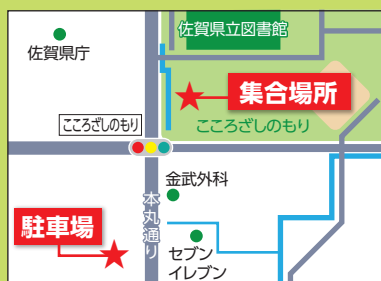 佐賀県立図書館
佐賀県庁
集合場所
こころざしのもり
こころざしのもり
金武外科
本丸通り
駐車場
セブン
イレブン